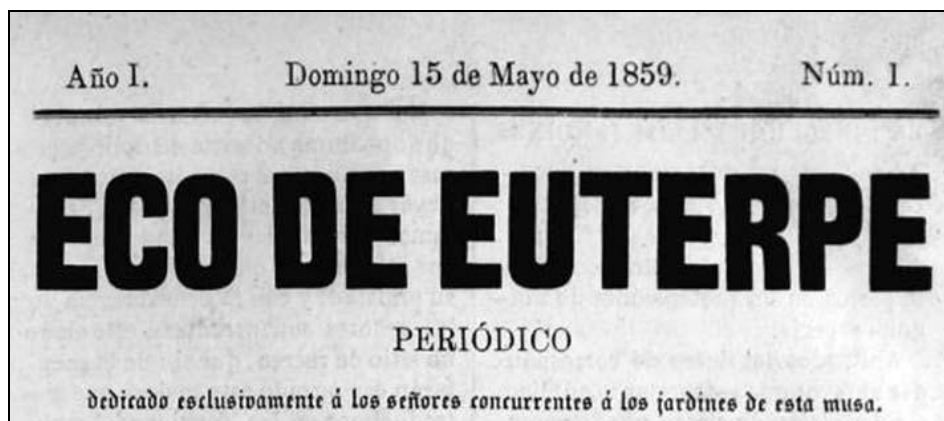 Año I. Domingo 15 de Mayo de 1859. Núm. 1.
ECO DE EUTERPE
PERIÓDICO
dedicado esclusivamente á los señores concurrentes á los jardines de esta musa.